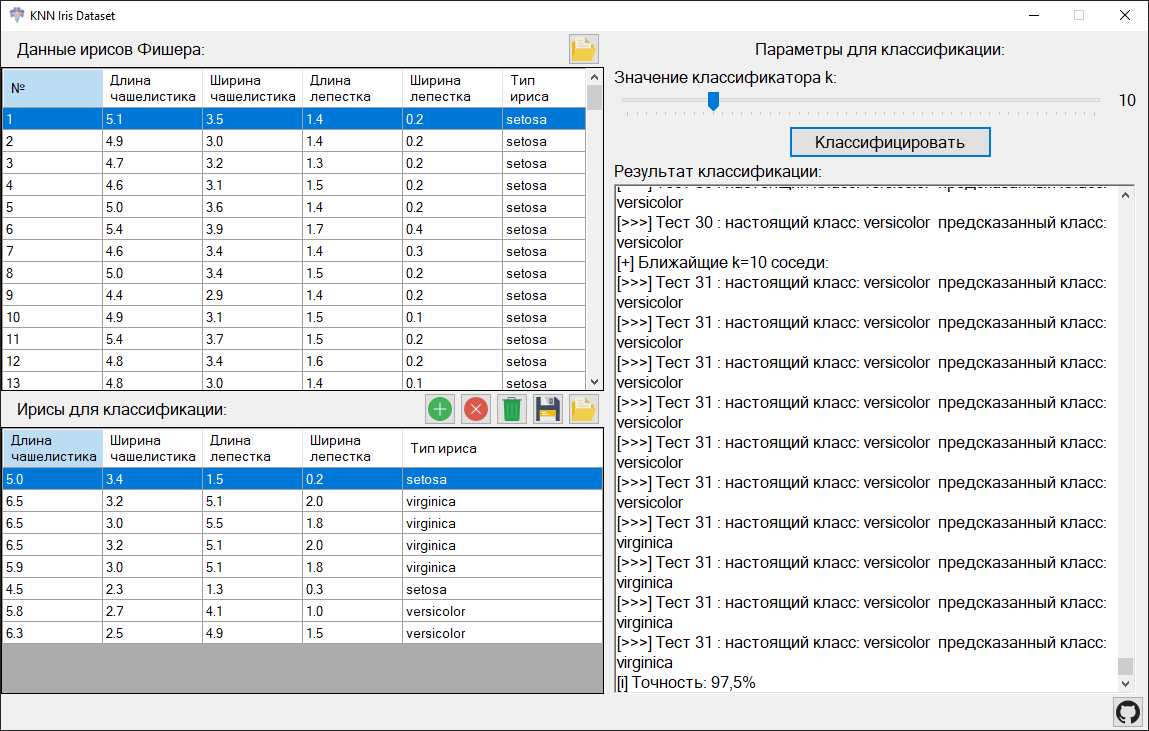 KNN Iris Dataset
Данные ирисов Фишера:
№ Длина чашелистика Ширина чашелистика Длина лепестка Ширина лепестка Тип ириса
1 5.1 3.5 1.4 0.2 setosa
2 4.9 3.0 1.4 0.2 setosa
3 4.7 3.2 1.3 0.2 setosa
4 4.6 3.1 1.5 0.2 setosa
5 5.0 3.6 1.4 0.2 setosa
6 5.4 3.9 1.7 0.4 setosa
7 4.6 3.4 1.4 0.3 setosa
8 5.0 3.4 1.5 0.2 setosa
9 4.4 2.9 1.4 0.2 setosa
10 4.9 3.1 1.5 0.1 setosa
11 5.4 3.7 1.5 0.2 setosa
12 4.8 3.4 1.6 0.2 setosa
13 4.8 3.0 1.4 0.1 setosa
Ирисы для классификации:
Длина чашелистика Ширина чашелистика Длина лепестка Ширина лепестка Тип ириса
5.0 3.4 1.5 0.2 setosa
6.5 3.2 5.1 2.0 virginica
6.5 3.0 5.5 1.8 virginica
6.5 3.2 5.1 2.0 virginica
5.9 3.0 5.1 1.8 virginica
4.5 2.3 1.3 0.3 setosa
5.8 2.7 4.1 1.0 versicolor
6.3 2.5 4.9 1.5 versicolor
Параметры для классификации:
Значение классификатора k:
10
Классифицировать
Результат классификации:
versicolor
[>>>] Тест 30 : настоящий класс: versicolor предсказанный класс:
versicolor
[+] Ближайщие k=10 соседи:
[>>>] Тест 31 : настоящий класс: versicolor предсказанный класс:
versicolor
[>>>] Тест 31 : настоящий класс: versicolor предсказанный класс:
versicolor
[>>>] Тест 31 : настоящий класс: versicolor предсказанный класс:
versicolor
[>>>] Тест 31 : настоящий класс: versicolor предсказанный класс:
versicolor
[>>>] Тест 31 : настоящий класс: versicolor предсказанный класс:
versicolor
[>>>] Тест 31 : настоящий класс: versicolor предсказанный класс:
versicolor
[>>>] Тест 31 : настоящий класс: versicolor предсказанный класс:
virginica
[>>>] Тест 31 : настоящий класс: versicolor предсказанный класс:
virginica
[>>>] Тест 31 : настоящий класс: versicolor предсказанный класс:
virginica
[>>>] Тест 31 : настоящий класс: versicolor предсказанный класс:
virginica
[i] Точность: 97,5%